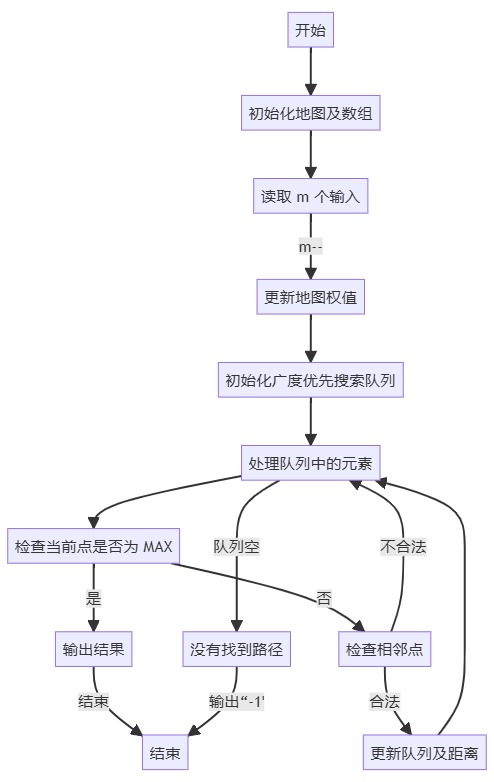 开始
初始化地图及数组
读取 m 个输入
m--
更新地图权值
初始化广度优先搜索队列
处理队列中的元素
检查当前点是否为 MAX
队列空
不合法
是
否
输出结果
没有找到路径
检查相邻点
结束
输出“-1'
合法
结束
更新队列及距离